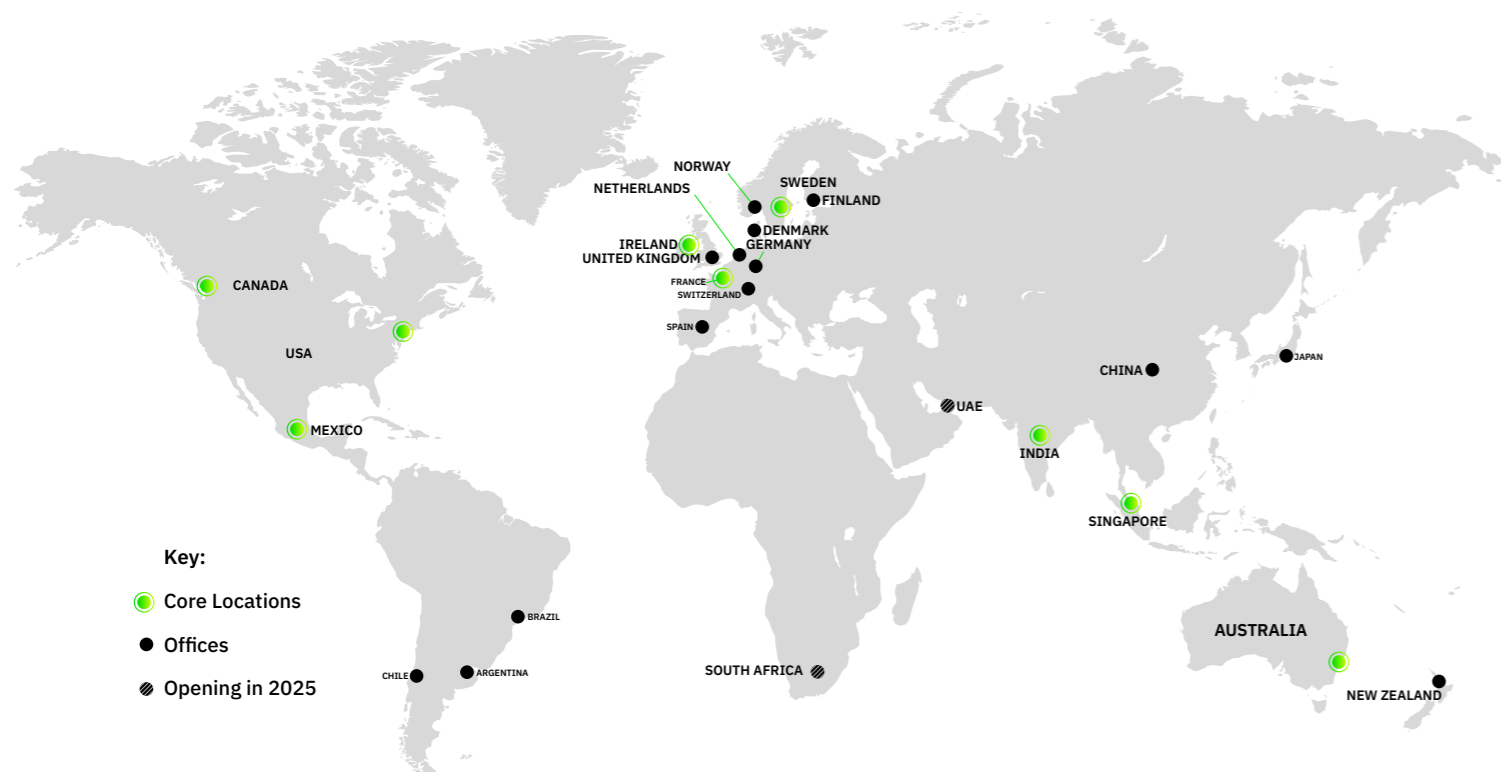 NORWAY
SWEDEN
NETHERLANDS
FINLAND
DENMARK
IRELAND
GERMANY
UNITED KINGDOM
FRANCE
SWITZERLAND
CANADA
SPAIN
USA
JAPAN
CHINA
UAE
MEXICO
INDIA
SINGAPORE
Key:
Core Locations
Offices
Opening in 2025
BRAZIL
AUSTRALIA
CHILE
ARGENTINA
SOUTH AFRICA
NEW ZEALAND